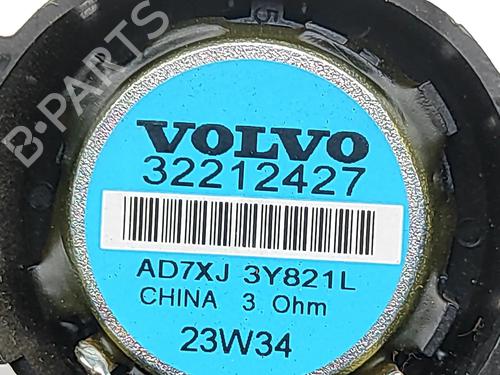 B-PARTS
VOLVO
32212427
AD7XJ 3Y821L
CHINA 3 Ohm
23W34